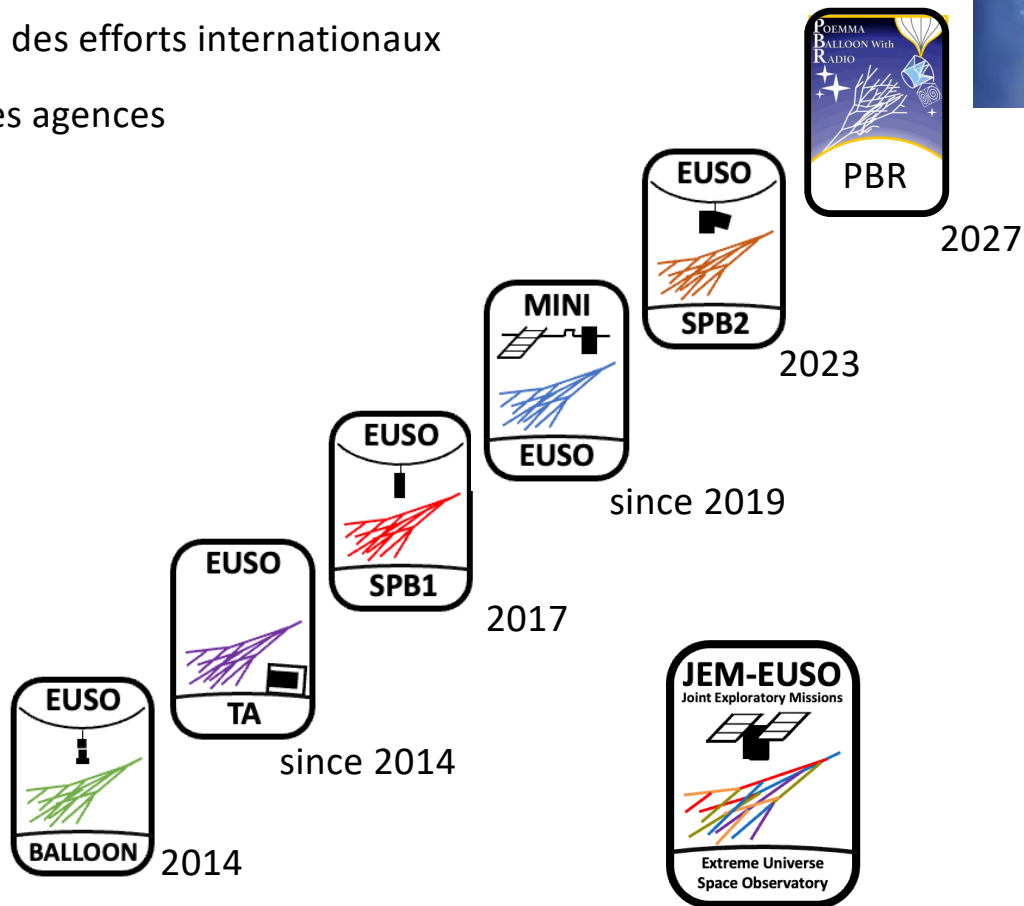 des efforts internationaux
es agences
POEMMA
BALLOON With
RADIO
PBR
2027
EUSO
SPB2
2023
MINI
EUSO
since 2019
EUSO
SPB1
2017
EUSO
TA
since 2014
EUSO
BALLOON
2014
JEM-EUSO
Joint Exploratory Missions
Extreme Universe
Space Observatory